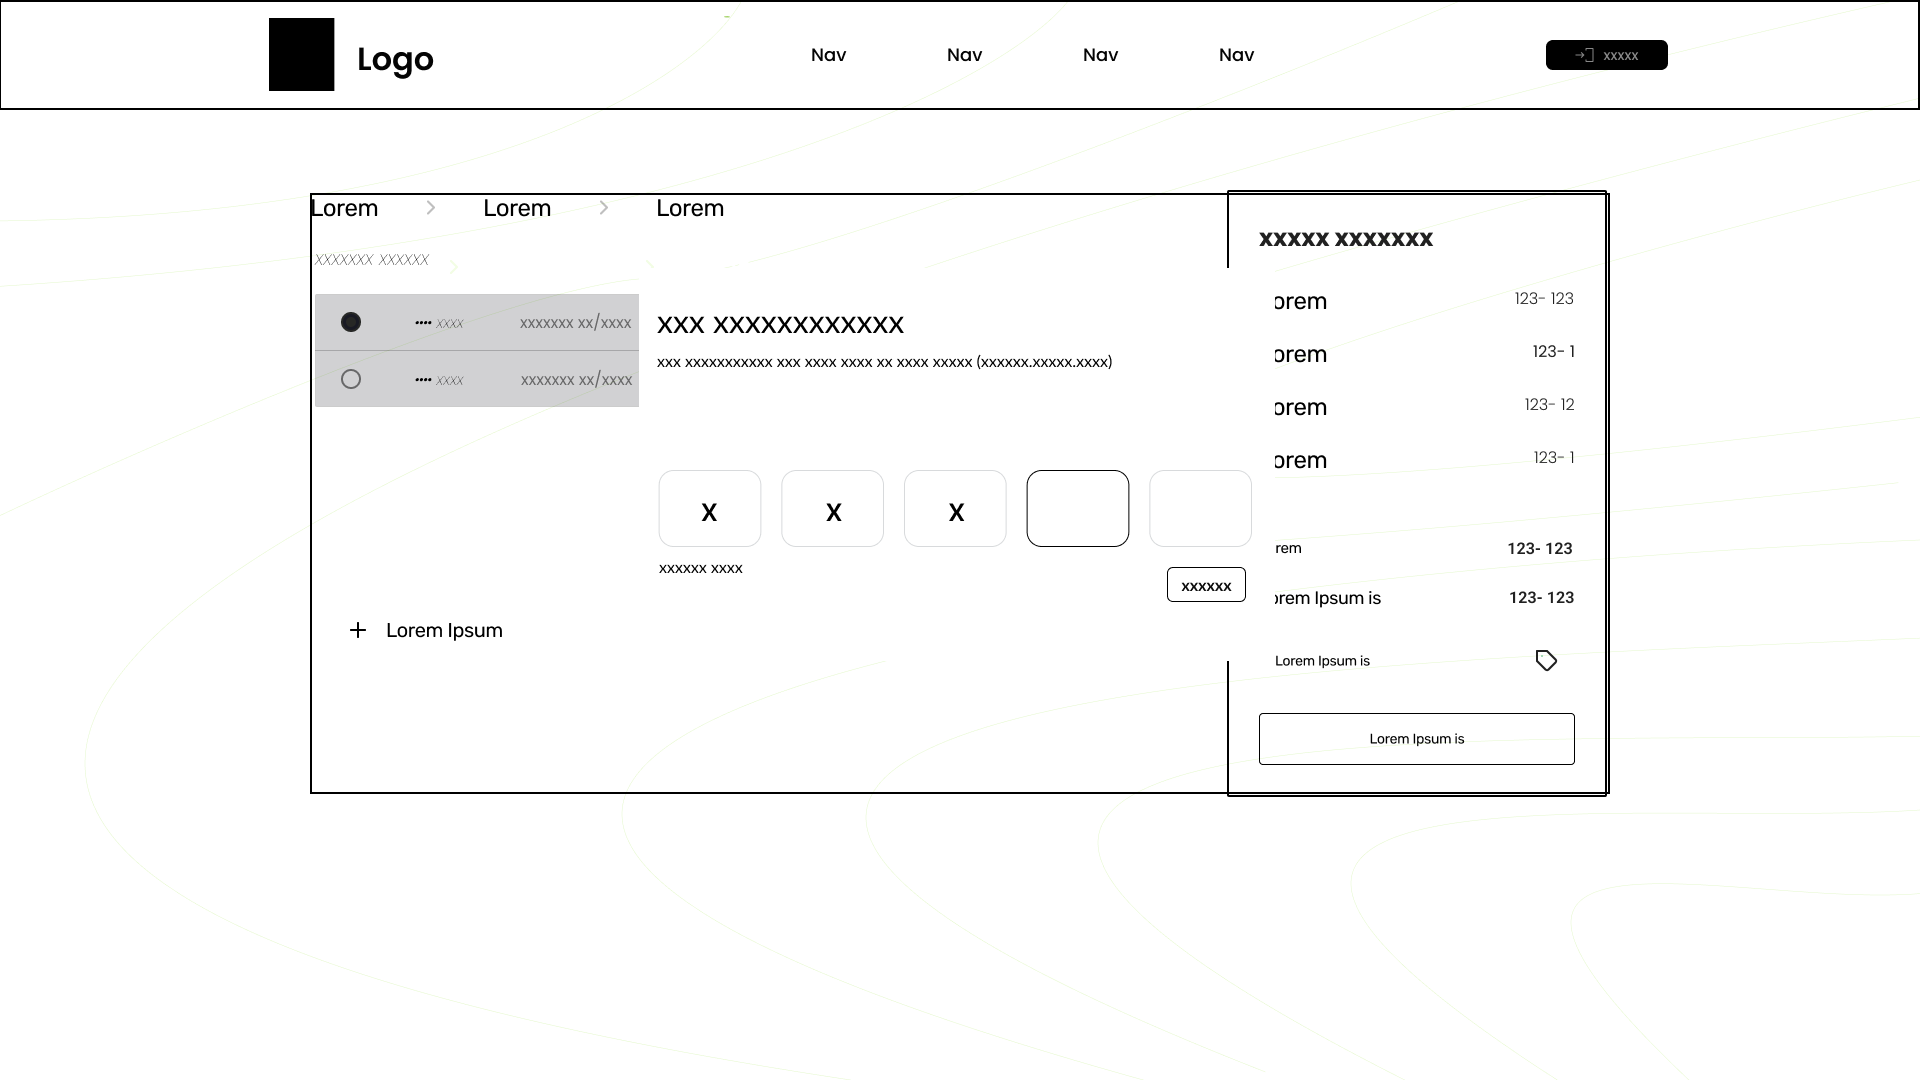 Logo
Nav Nav Nav Nav
xxxxx
Lorem Lorem Lorem
xxxxxxx xxxxxx
•••• xxxx xxxxxxx xx/xxxx
•••• xxxx xxxxxxx xx/xxxx
Lorem Ipsum
xxx xxxxxxxxxxxx
xxx xxxxxxxxxxx xxx xxxx xxxx xx xxxx xxxxx (xxxxxx.xxxxx.xxxx)
X X X
xxxxxx xxxx
xxxxxx
xxxxx xxxxxxx
orem 123- 123
orem 123- 1
orem 123- 12
orem 123- 1
rem 123- 123
orem Ipsum is 123- 123
Lorem Ipsum is
Lorem Ipsum is